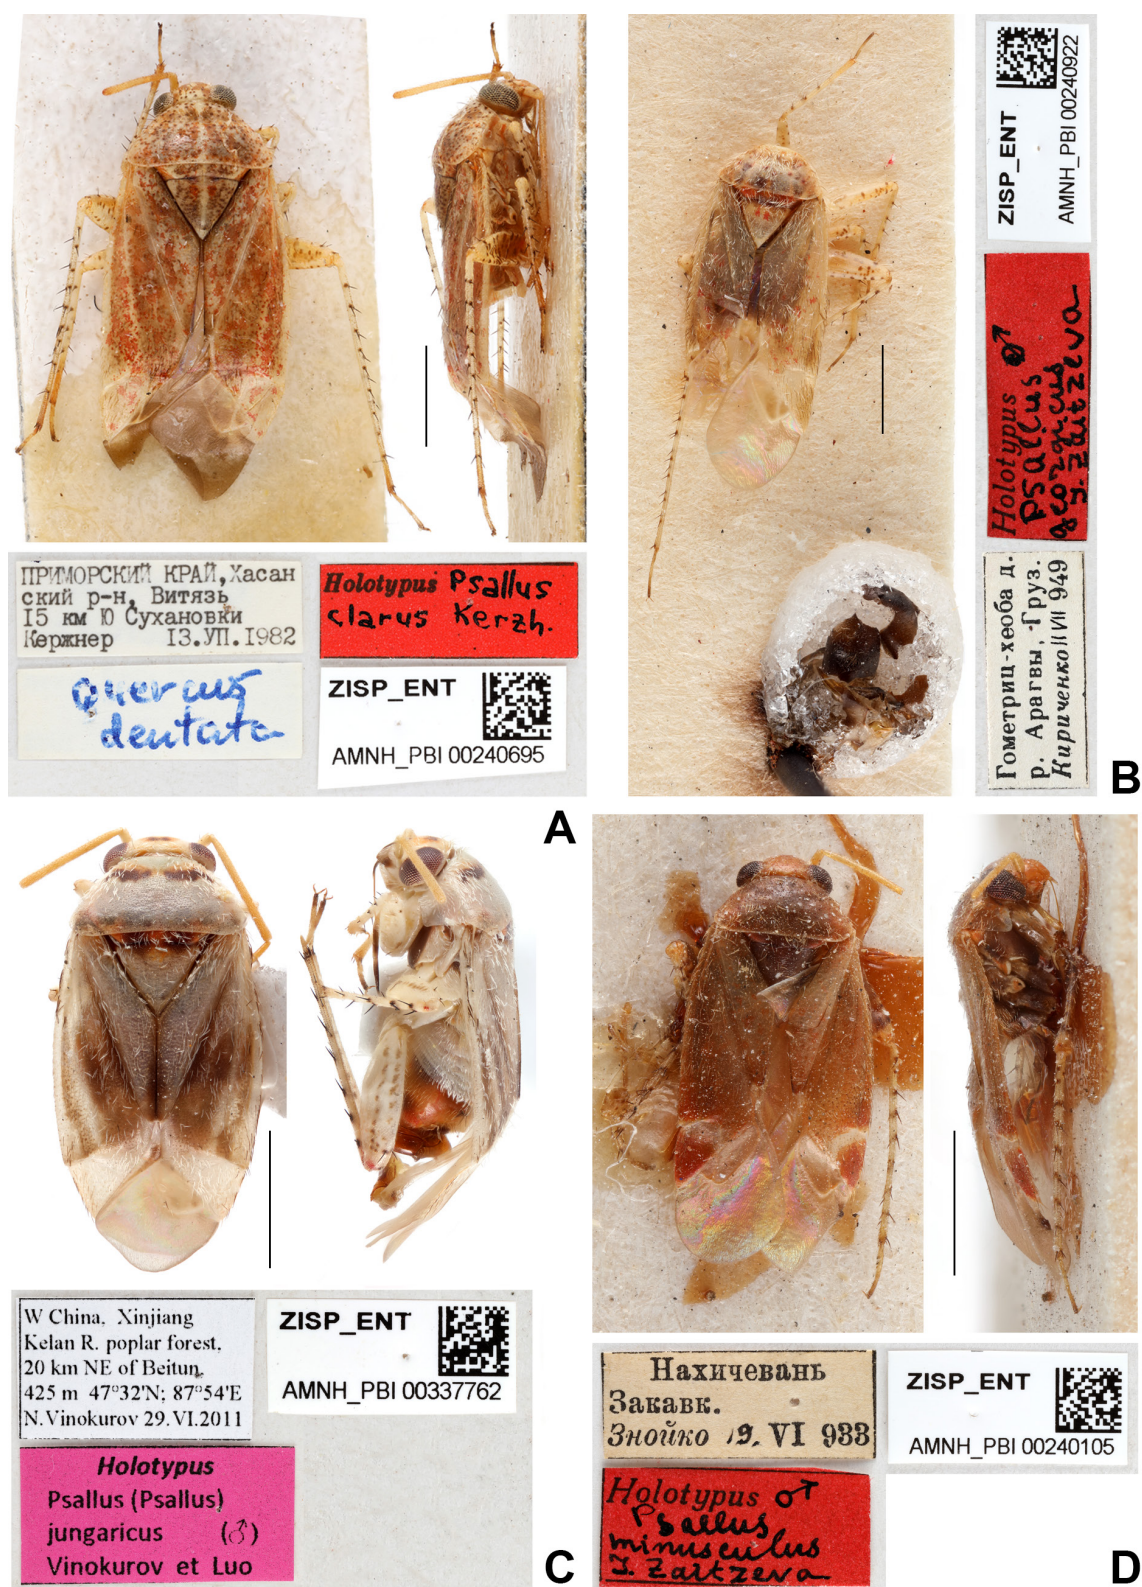 ПРИМОРСКИЙ КРАЙ, Хасан
ский р-н, Витязь
15 км Ю Сухановки
Кержнер 13.УП.1982
Quercus
dentata
Holotypus Psallus
clarus Kerzh.
ZISP_ENT
AMNH_PBI 00240695
A
ZISP_ENT
AMNH_PBI 00240922
Holotypus ♂
Psallus
georgicus
J. Zaitzeva
Гометриц-хеоба д.
р. Арагвы, Груз.
Кириченко 11 VII 949
B
W China, Xinjiang
Kelan R. poplar forest,
20 km NE of Beitun
425 m 47°32'N; 87°54'E
N.Vinokurov 29.VI.2011
ZISP_ENT
AMNH_PBI 00337762
Holotypus
Psallus (Psallus)
jungaricus (♂)
Vinokurov et Luo
C
Нахичевань
Закавк.
Знойко 19. VI 933
ZISP_ENT
AMNH_PBI 00240105
Holotypus ♂
Psallus
minusculus
J. Zaitzeva
D